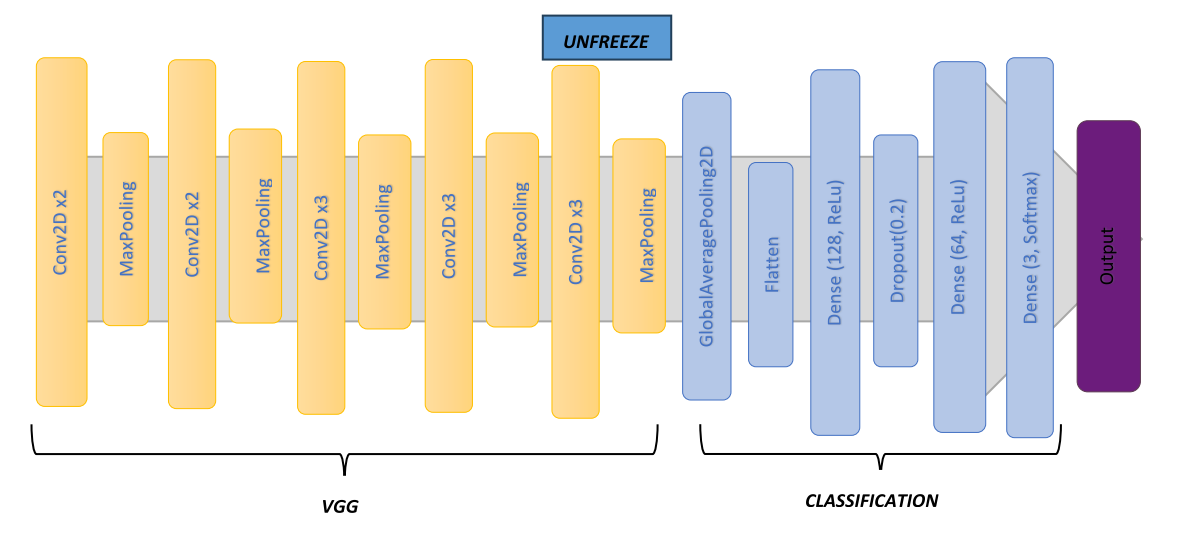 UNFREEZE
Conv2D x2
MaxPooling
Conv2D x2
MaxPooling
Conv2D x3
MaxPooling
Conv2D x3
MaxPooling
Conv2D x3
MaxPooling
GlobalAveragePooling2D
Flatten
Dense (128, ReLu)
Dropout(0.2)
Dense (64, ReLu)
Dense (3, Softmax)
Output
VGG
CLASSIFICATION